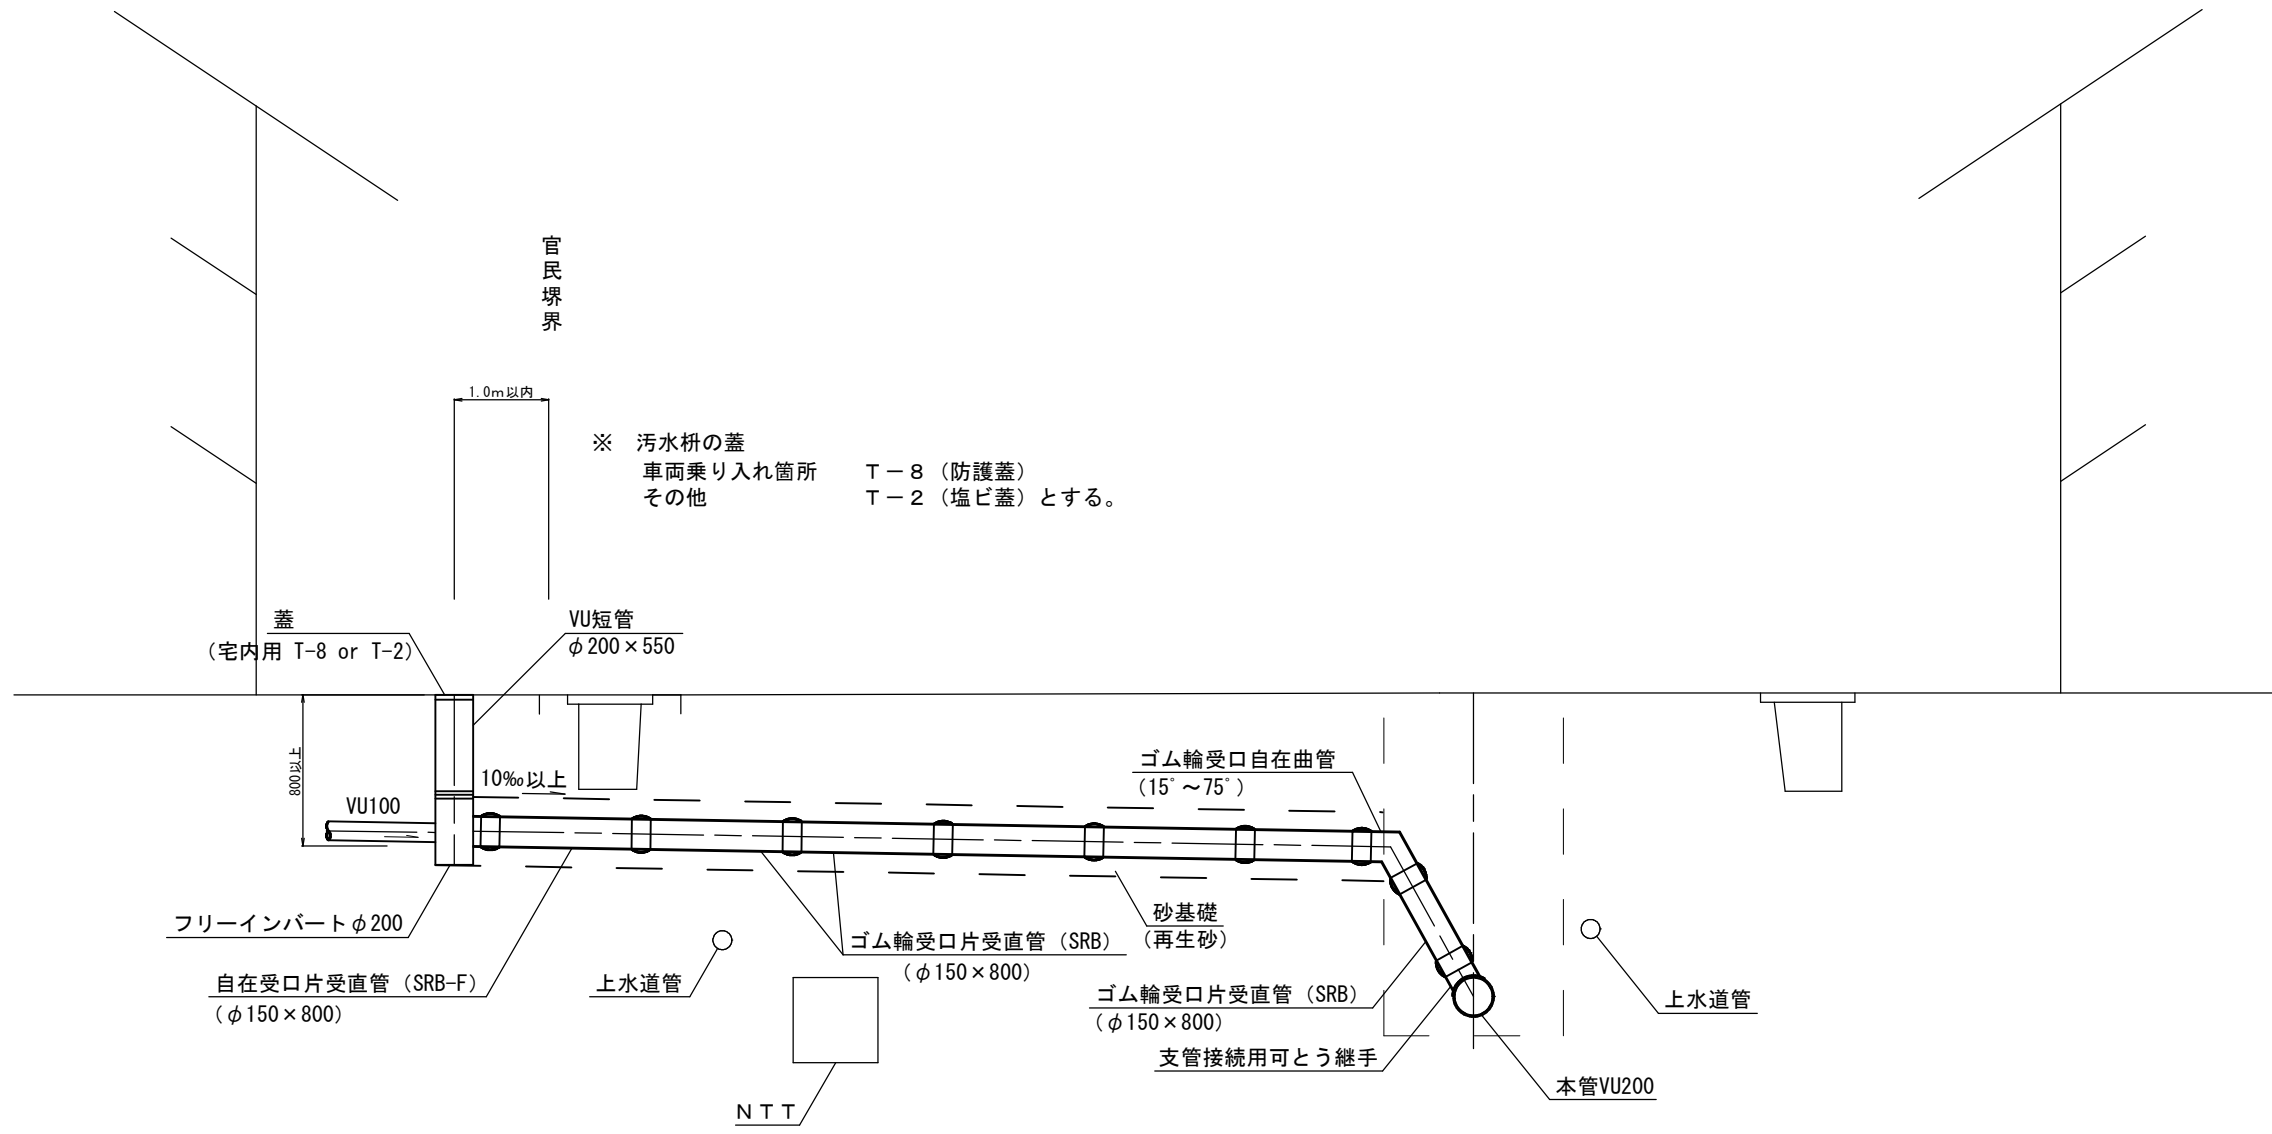 官民堺界
1.0m以内
※ 汚水桝の蓋
車両乗り入れ箇所 T－8（防護蓋）
その他 T－2（塩ビ蓋）とする。
蓋
（宅内用 T-8 or T-2）
VU短管
φ200×550
800以上
10‰以上
VU100
ゴム輪受口自在曲管
（15°～75°）
フリーインバートφ200
自在受口片受直管（SRB-F）
（φ150×800）
上水道管
ゴム輪受口片受直管（SRB）
（φ150×800）
砂基礎
（再生砂）
ゴム輪受口片受直管（SRB）
（φ150×800）
上水道管
支管接続用可とう継手
本管VU200
NTT